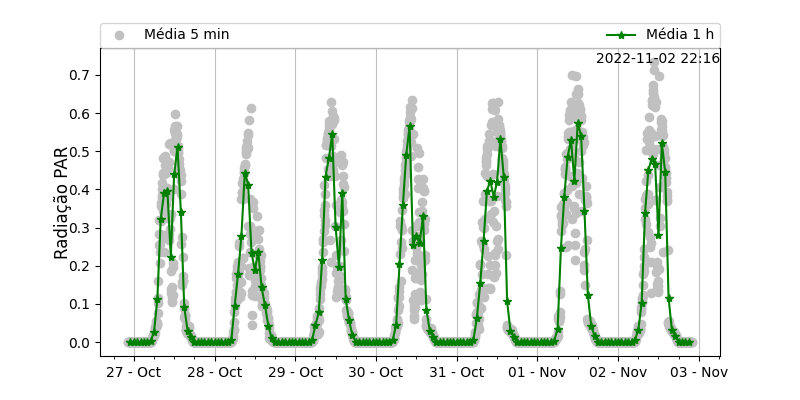 Média 5 min
Média 1 h
2022-11-02 22:16
Radiação PAR
0.7
0.6
0.5
0.4
0.3
0.2
0.1
0.0
27 - Oct
28 - Oct
29 - Oct
30 - Oct
31 - Oct
01 - Nov
02 - Nov
03 - Nov